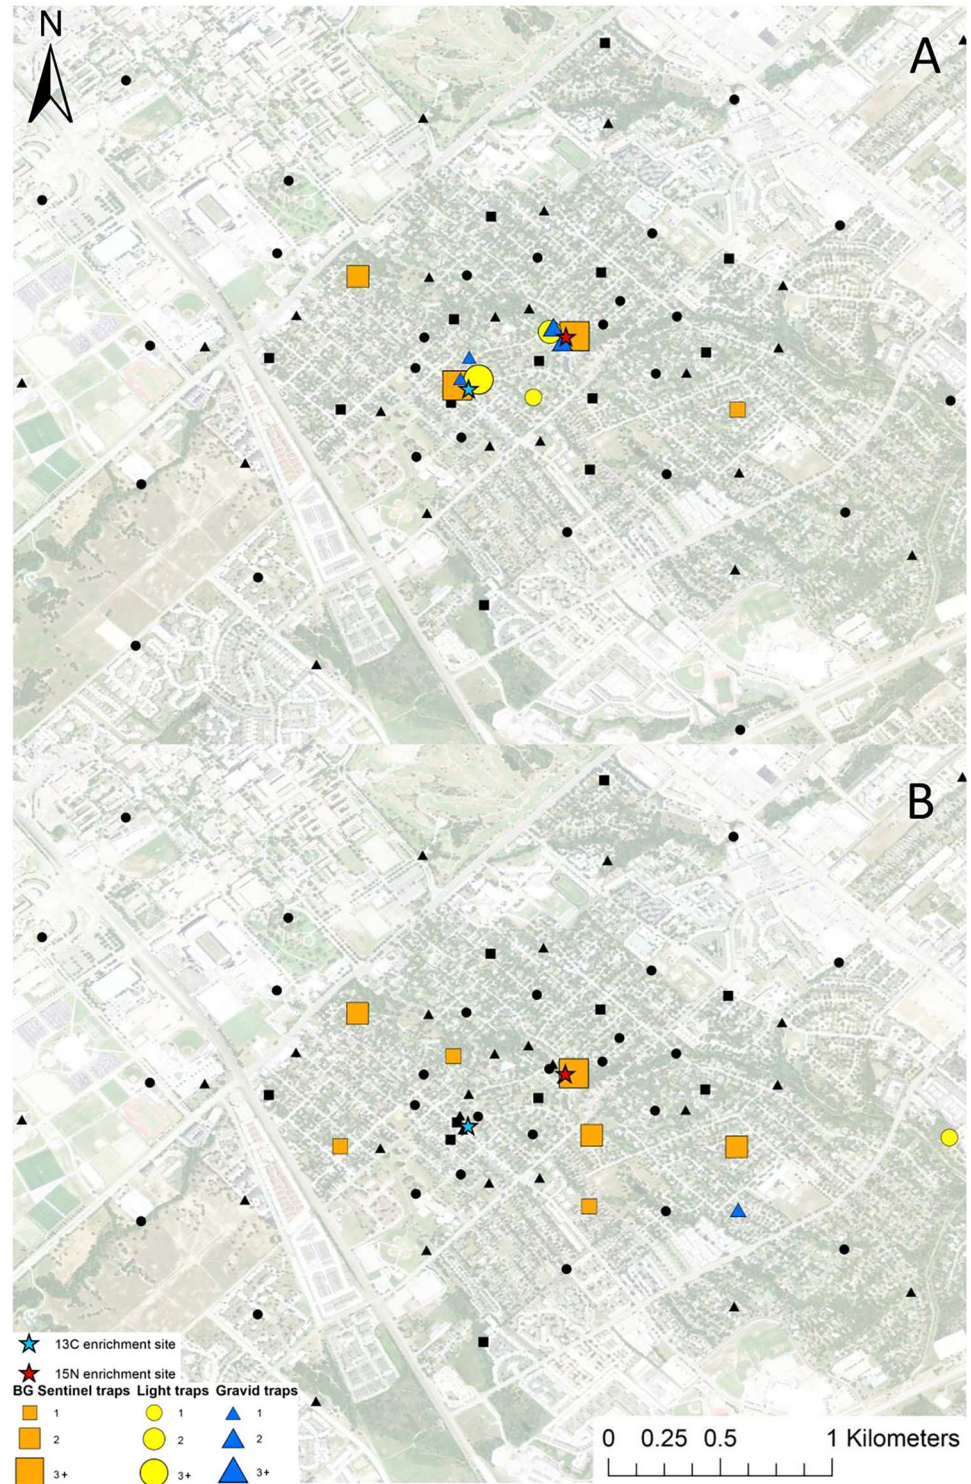 N
A
B
13C enrichment site
15N enrichment site
BG Sentinel traps Light traps Gravid traps
1 1 1
2 2 2
3+ 3+ 3+
0 0.25 0.5 1 Kilometers